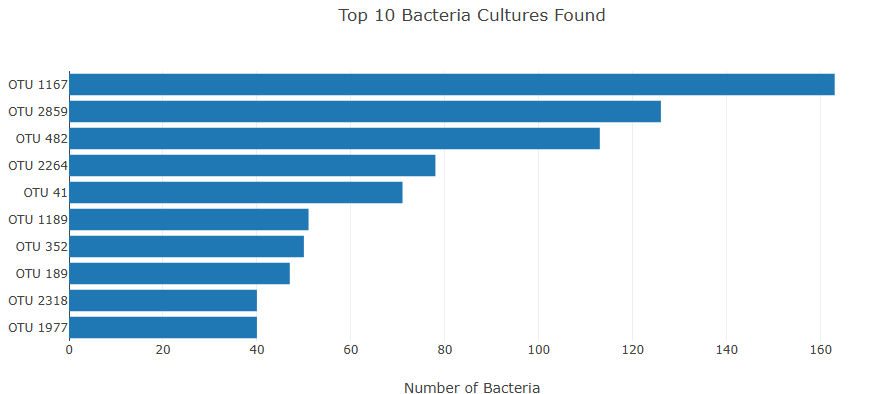 Top 10 Bacteria Cultures Found
OTU 1167
OTU 2859
OTU 482
OTU 2264
OTU 41
OTU 1189
OTU 352
OTU 189
OTU 2318
OTU 1977
0 20 40 60 80 100 120 140 160
Number of Bacteria